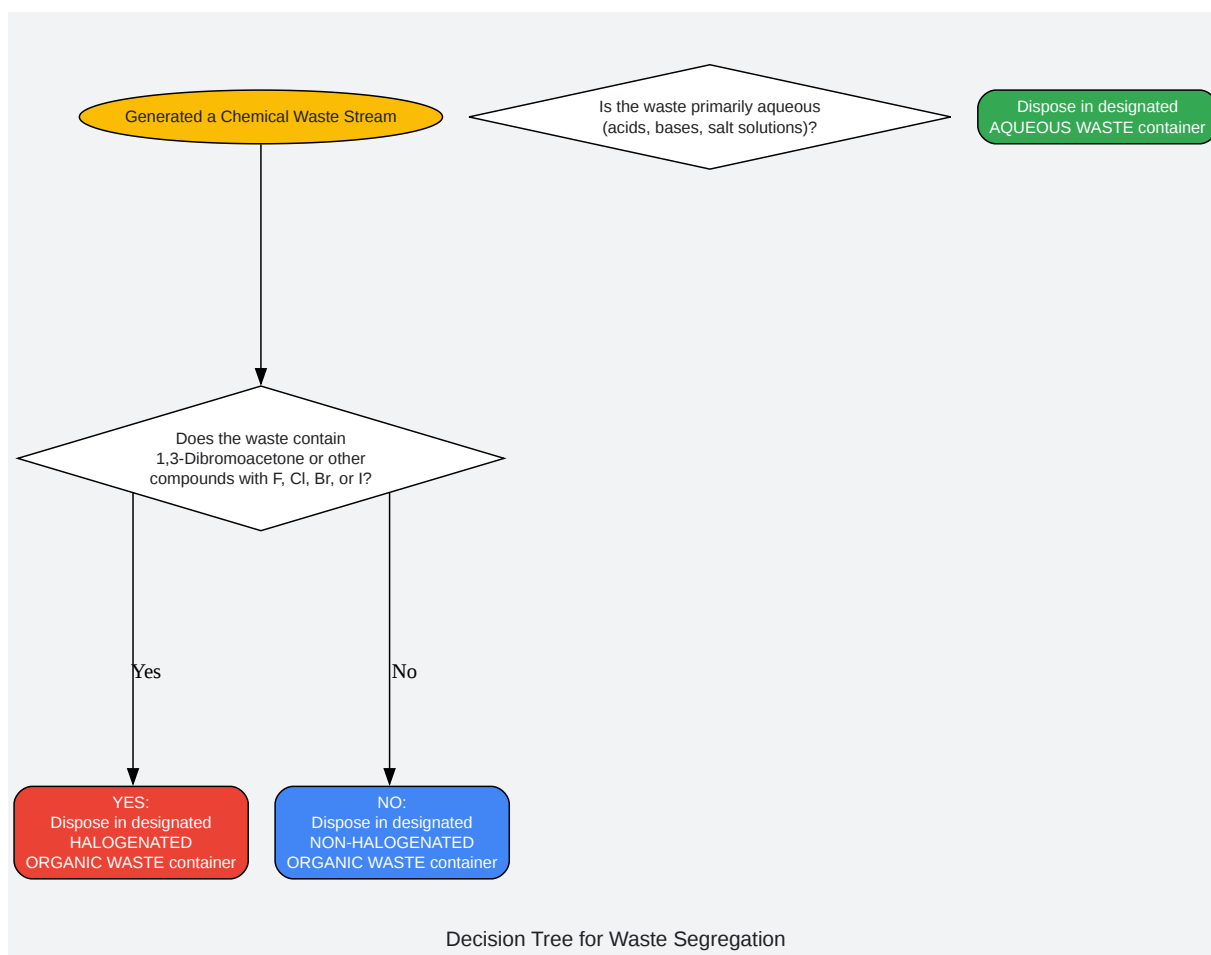 Generated a Chemical Waste Stream
Is the waste primarily aqueous
(acids, bases, salt solutions)?
Dispose in designated
AQUEOUS WASTE container
Does the waste contain
1,3-Dibromoacetone or other
compounds with F, Cl, Br, or I?
Yes
No
YES:
Dispose in designated
HALOGENATED
ORGANIC WASTE container
NO:
Dispose in designated
NON-HALOGENATED
ORGANIC WASTE container
Decision Tree for Waste Segregation